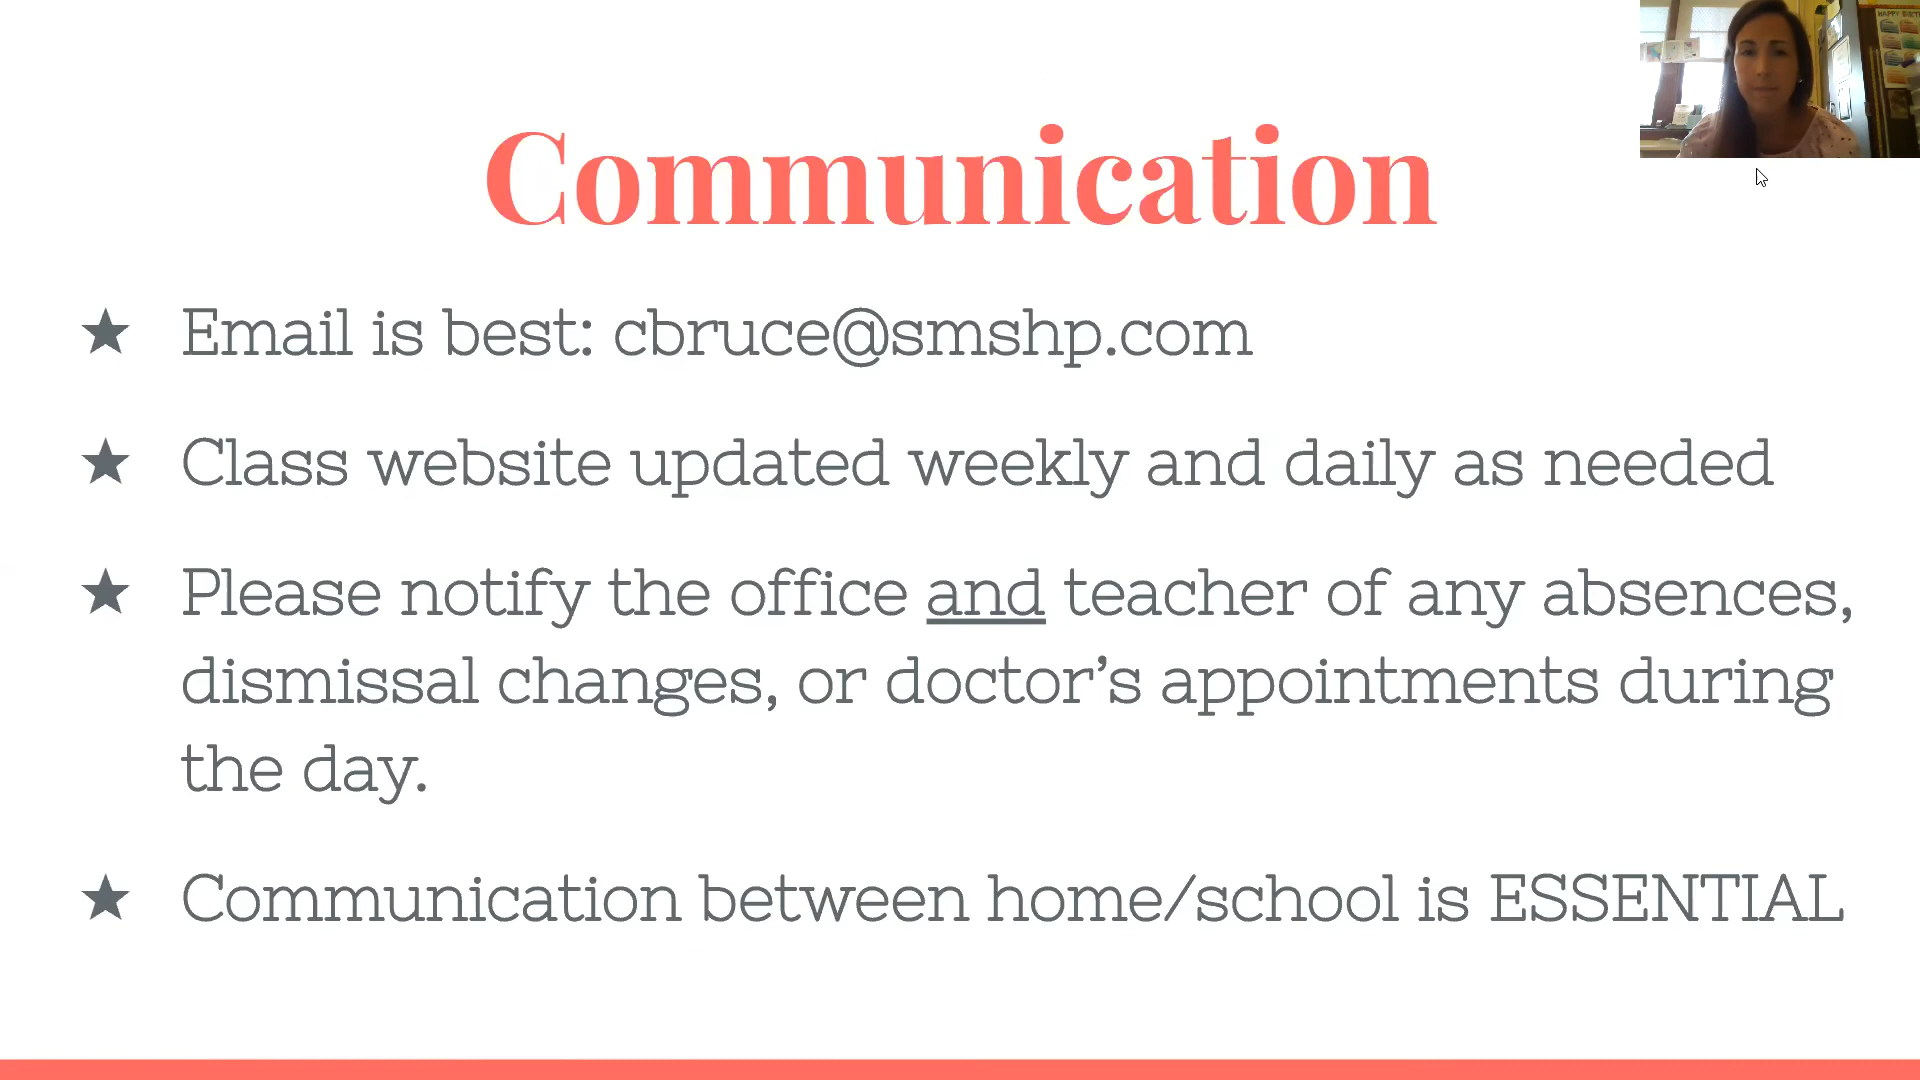 HAPPY BIRT
Communication
★ Email is best: cbruce@smshp.com
★ Class website updated weekly and daily as needed
★ Please notify the office and teacher of any absences,
dismissal changes, or doctor’s appointments during
the day.
★ Communication between home/school is ESSENTIAL